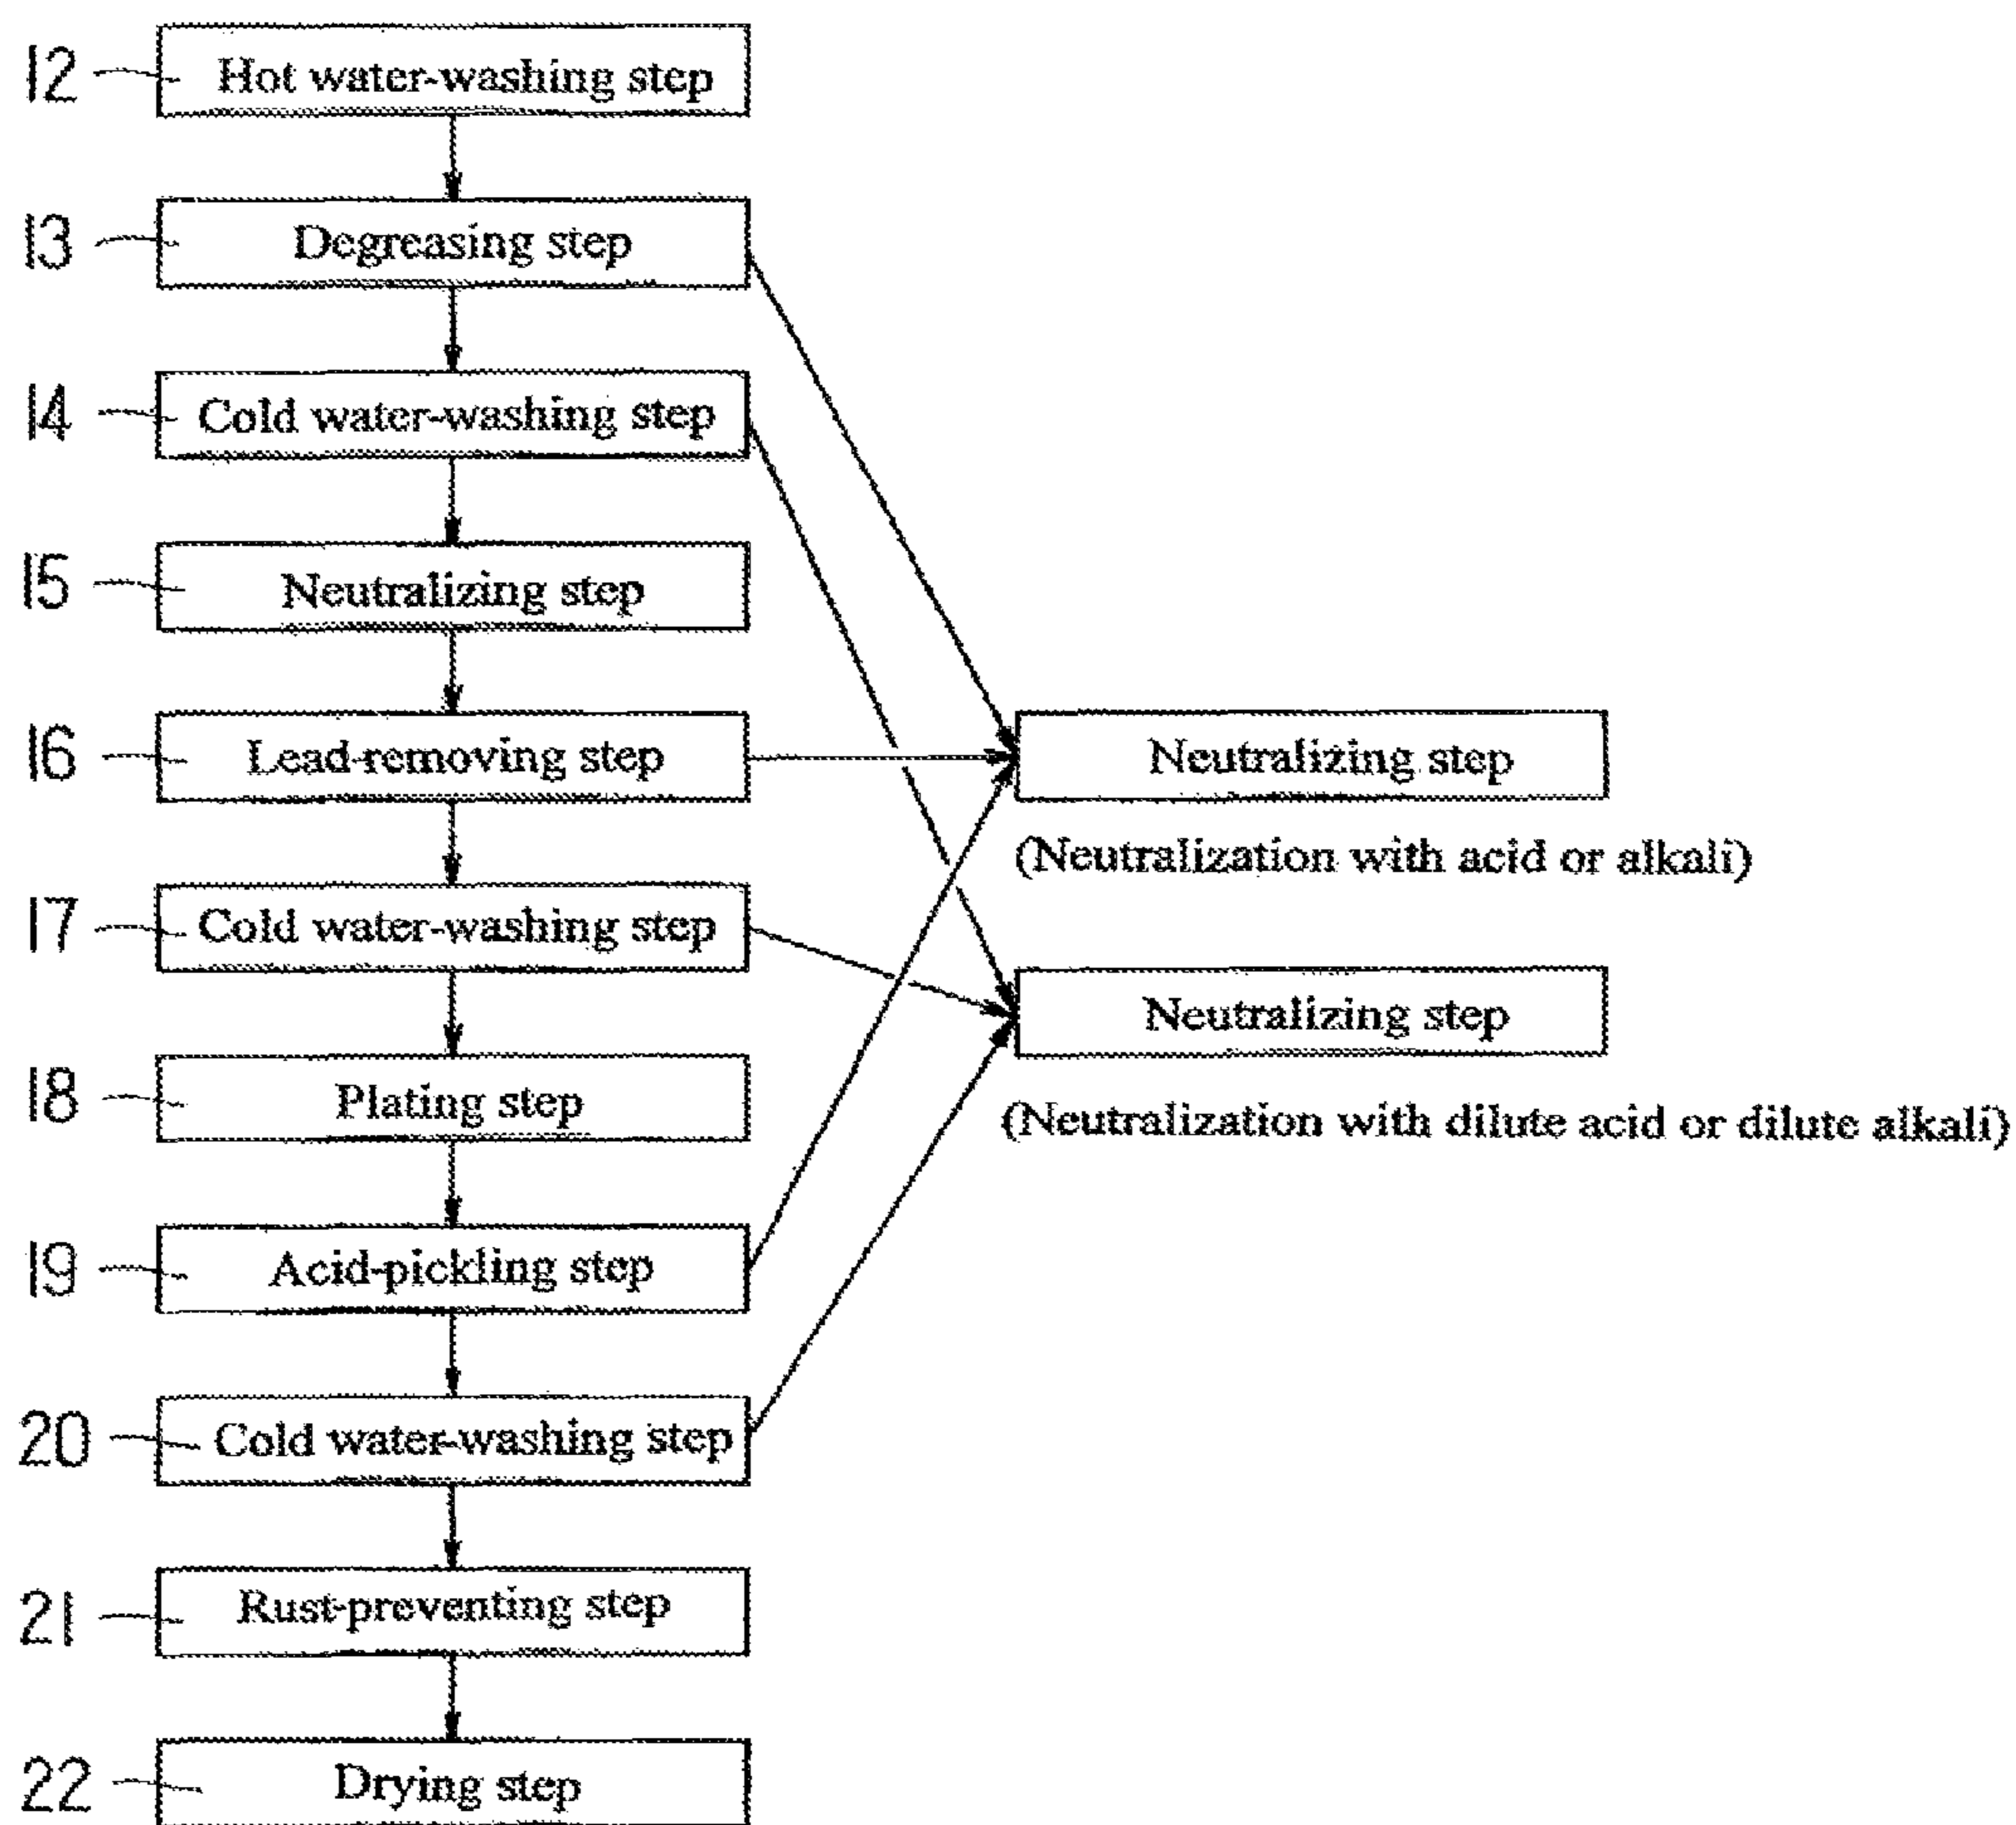 12 Hot water-washing step
13 Degreasing step
14 Cold water-washing step
15 Neutralizing step
16 Lead-removing step
Neutralizing step
(Neutralization with acid or alkali)
17 Cold water-washing step
Neutralizing step
18 Plating step
(Neutralization with dilute acid or dilute alkali)
19 Acid-pickling step
20 Cold water-washing step
21 Rust-preventing step
22 Drying step